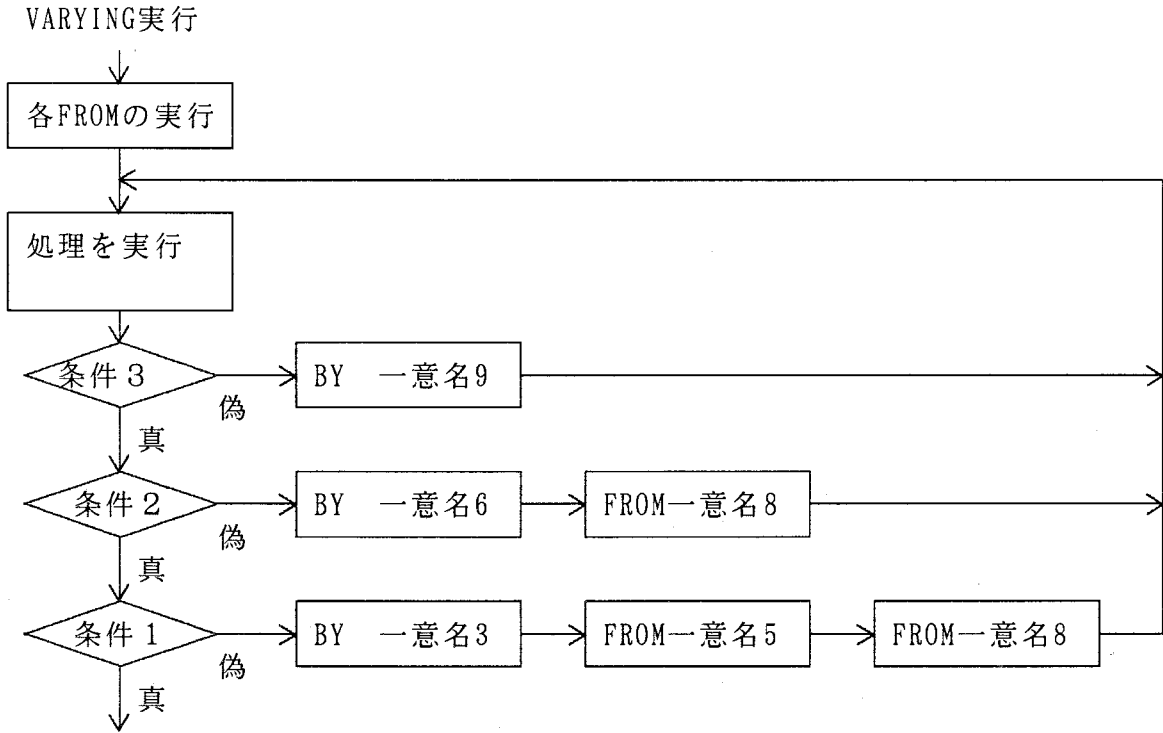 VARYING実行
各FROMの実行
処理を実行
条件3 BY 一意名9
偽
真
条件2 BY 一意名6 FROM一意名8
偽
真
条件1 BY 一意名3 FROM一意名5 FROM一意名8
偽
真